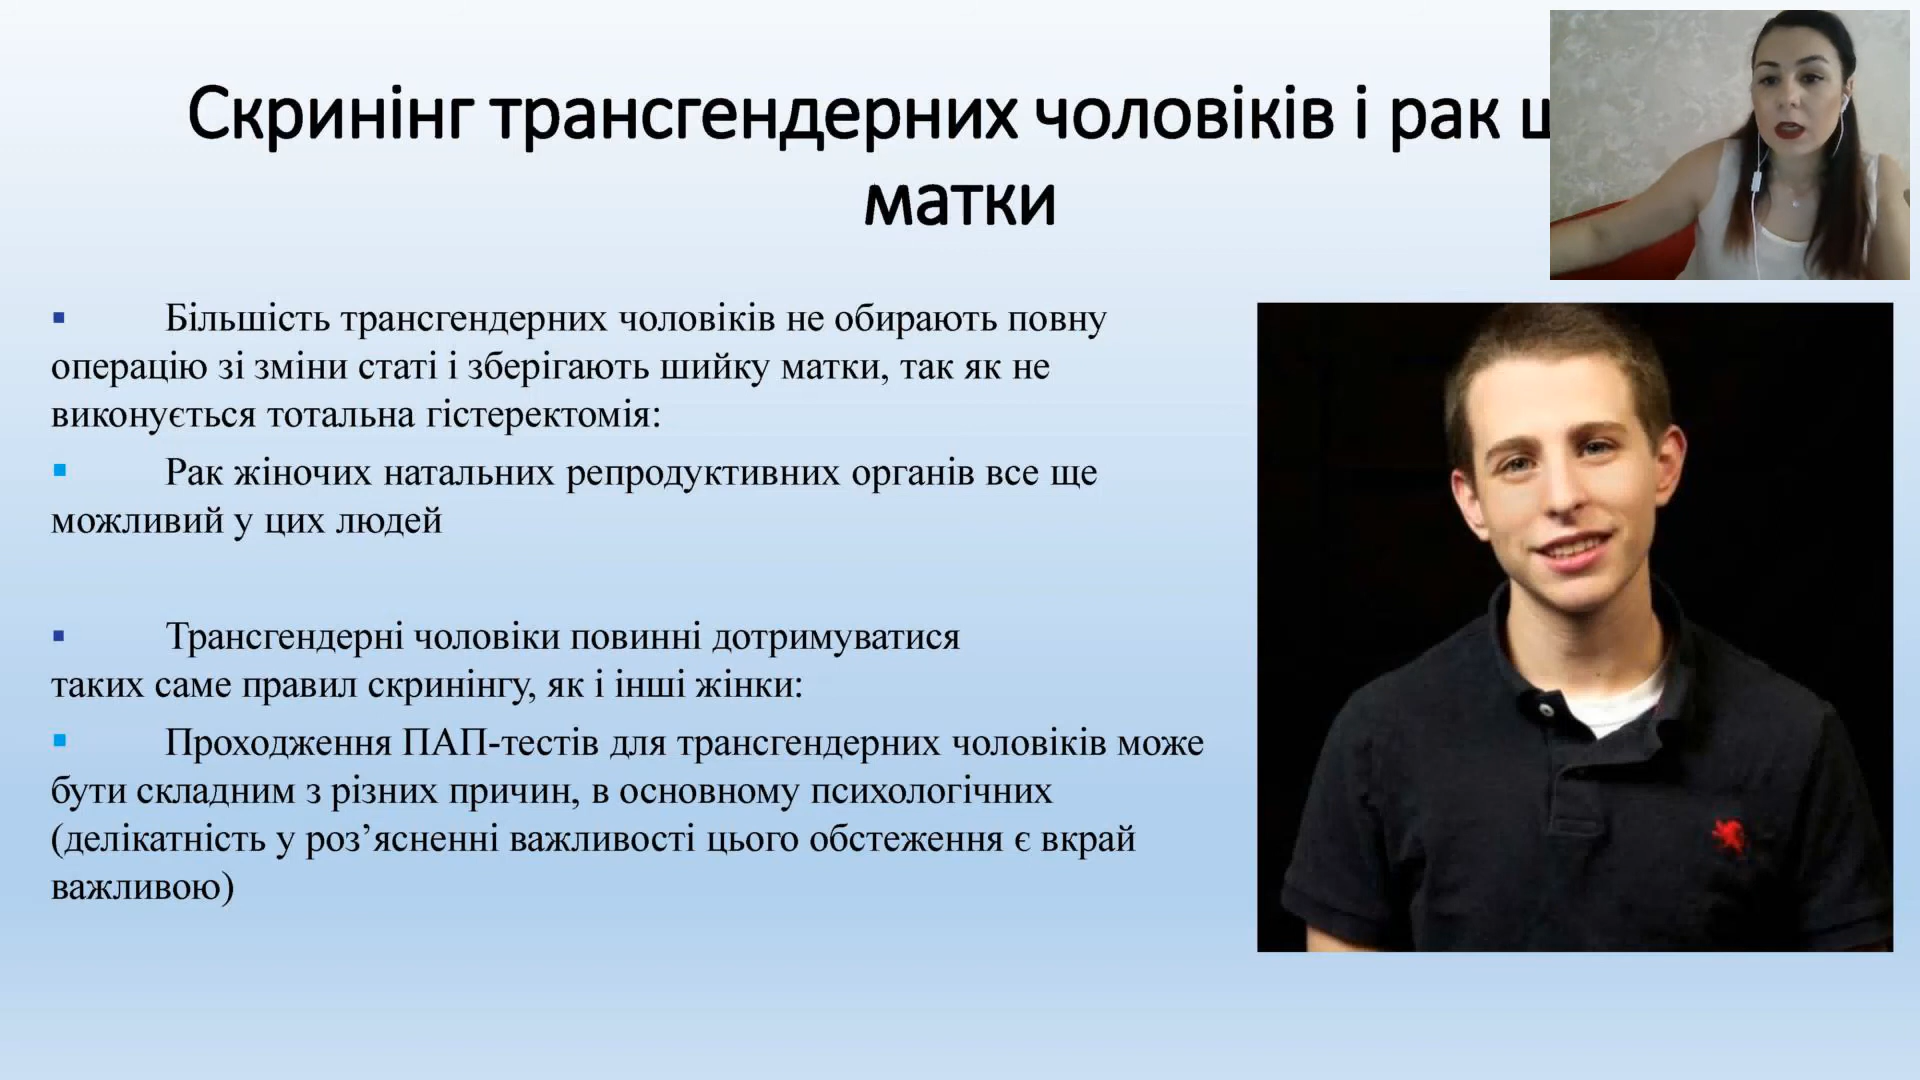 Скринінг трансгендерних чоловіків і рак
матки
Більшість трансгендерних чоловіків не обирають повну
операцію зі зміни статі і зберігають шийку матки, так як не
виконується тотальна гістеректомія:
Рак жіночих натальних репродуктивних органів все ще
можливий у цих людей
Трансгендерні чоловіки повинні дотримуватися
таких саме правил скринінгу, як і інші жінки:
Проходження ПАП-тестів для трансгендерних чоловіків може
бути складним з різних причин, в основному психологічних
(делікатність у роз’ясненні важливості цього обстеження є вкрай
важливою)